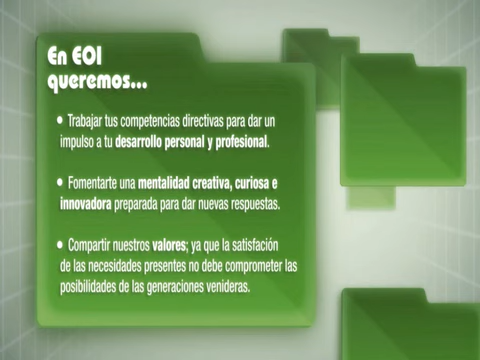 En EOI
queremos...
• Trabajar tus competencias directivas para dar un
impulso a tu desarrollo personal y profesional.
• Fomentarte una mentalidad creativa, curiosa e
innovadora preparada para dar nuevas respuestas.
• Compartir nuestros valores; ya que la satisfacción
de las necesidades presentes no debe comprometer las
posibilidades de las generaciones venideras.